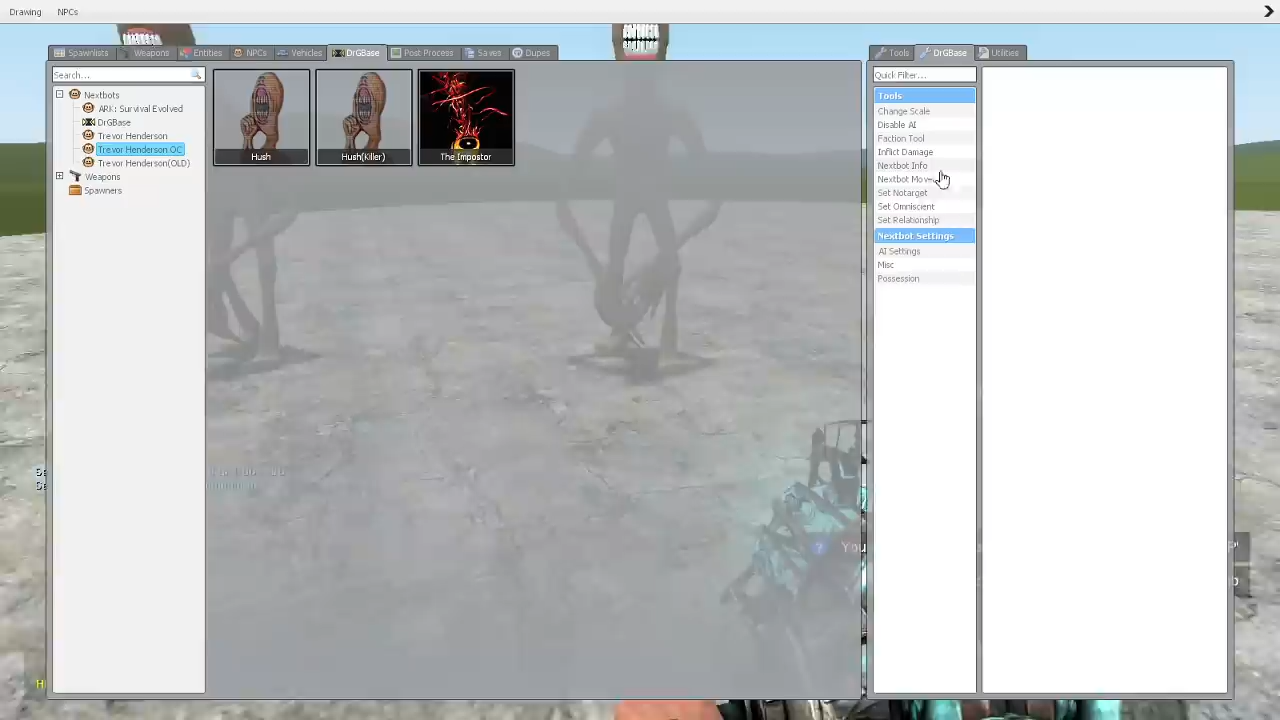 Drawing NPCs
Spawnlists Weapons Entities NPCs Vehicles DrGBase Post Process Saves Dupes
Tools DrGBase Utilities
Search...
Nextbots
ARK: Survival Evolved
DrGBase
Trevor Henderson
Trevor Henderson OC
Trevor Henderson(OLD)
Weapons
Spawners
Hush
Hush(Killer)
The Impostor
Quick Filter...
Tools
Change Scale
Disable AI
Faction Tool
Inflict Damage
Nextbot Info
Nextbot Mov
Set Notarget
Set Omniscient
Set Relationship
Nextbot Settings
AI Settings
Misc
Possession
You